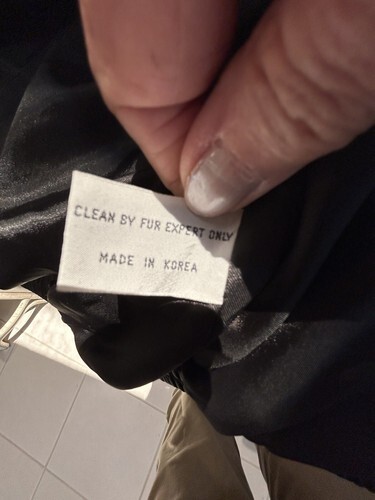 CLEAN BY FUR EXPERT ONLY
MADE IN KOREA